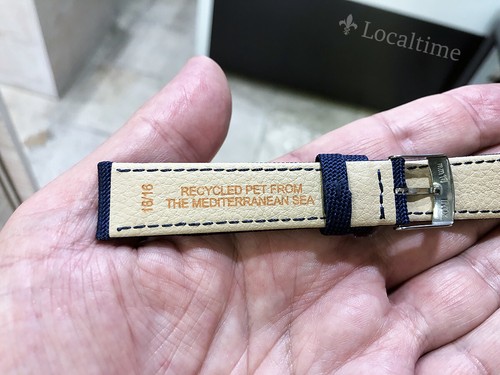 Localtime
18/16
RECYCLED PET FROM
THE MEDITERRANEAN SEA